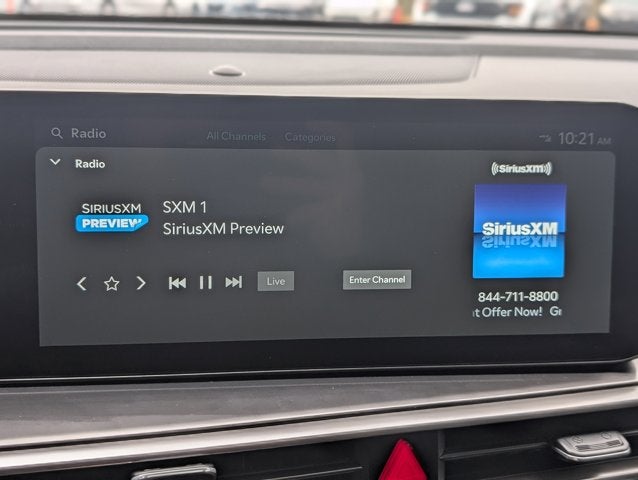 Radio All Channels Categories 10:21 AM
Radio
((SiriusXM))
SIRIUSXM
PREVIEW
SXM 1
SiriusXM Preview
SiriusXM
Live
Enter Channel
844-711-8800
t Offer Now! G